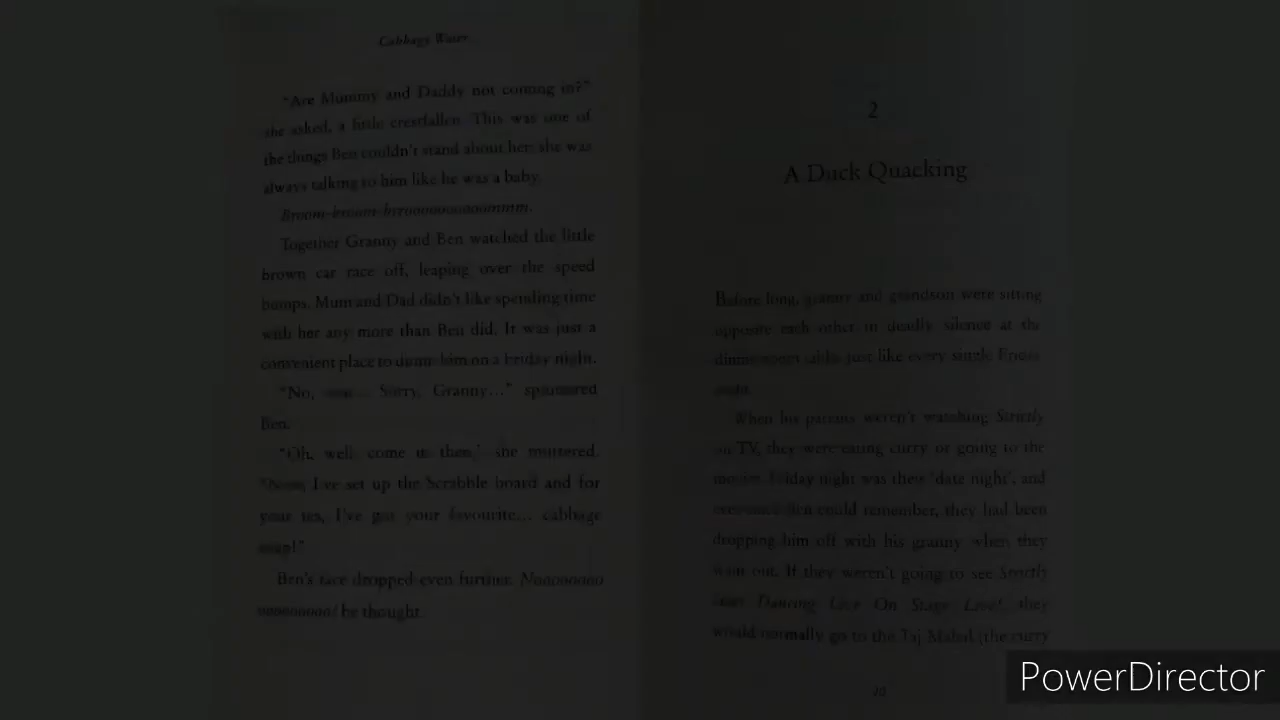 Cabbage Water
"Are Mummy and Daddy not coming in?"
she asked, a little crestfallen. This was one of
the things Ben couldn't stand about her: she was
always talking to him like he was a baby.
Broom-broom-brroooooooooommm.
Together Granny and Ben watched the little
brown car race off, leaping over the speed
bumps. Mum and Dad didn't like spending time
with her any more than Ben did. It was just a
convenient place to dump him on a Friday night.
"No, Sorry, Granny…" spluttered
Ben.
"Oh, well, come in then," she muttered.
I've set up the Scrabble board and for
your tea, I've got your favourite… cabbage
soup!"
Ben's face dropped even further. Noooooooo
ooooooooo! he thought.
2
A Duck Quacking
Before long, granny and grandson were sitting
opposite each other in deadly silence at the
dining room table, just like every single Friday
night.
When his parents weren't watching Strictly
on TV, they were eating curry or going to the
movies. Friday night was their 'date night', and
ever since Ben could remember, they had been
dropping him off with his granny when they
went out. If they weren't going to see Strictly
Stars Dancing Live On Stage Live!, they
would normally go to the Taj Mahal (the curry
20
PowerDirector